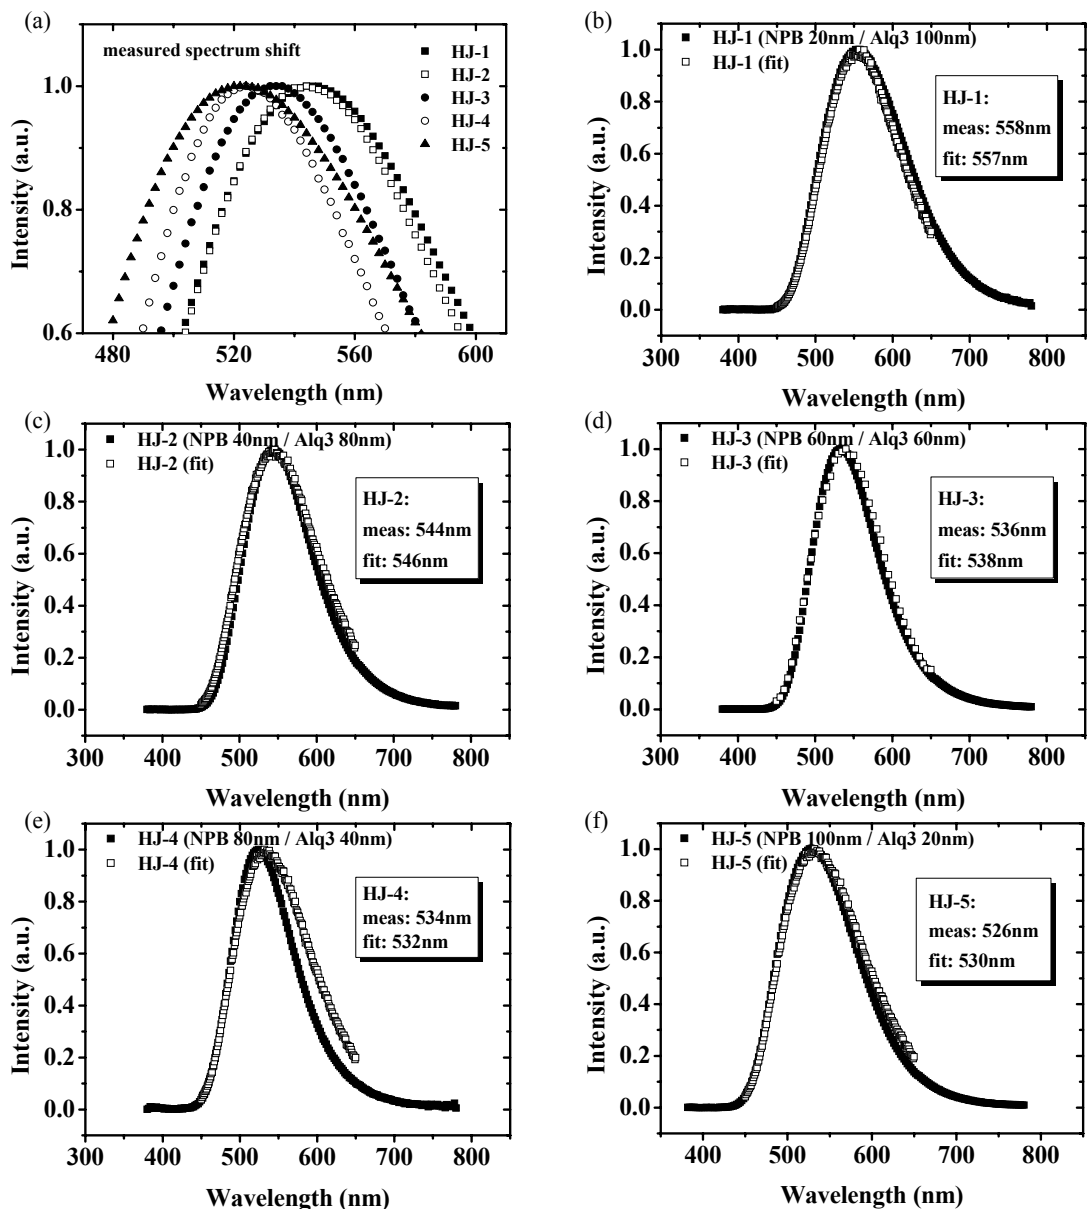 (a)
measured spectrum shift
HJ-1
HJ-2
HJ-3
HJ-4
HJ-5
1.0
0.8
0.6
480
520
560
600
Intensity (a.u.)
Wavelength (nm)
(b)
HJ-1 (NPB 20nm / Alq3 100nm)
HJ-1 (fit)
HJ-1:
meas: 558nm
fit: 557nm
1.0
0.8
0.6
0.4
0.2
0.0
300
400
500
600
700
800
Intensity (a.u.)
Wavelength (nm)
(c)
HJ-2 (NPB 40nm / Alq3 80nm)
HJ-2 (fit)
HJ-2:
meas: 544nm
fit: 546nm
1.0
0.8
0.6
0.4
0.2
0.0
300
400
500
600
700
800
Intensity (a.u.)
Wavelength (nm)
(d)
HJ-3 (NPB 60nm / Alq3 60nm)
HJ-3 (fit)
HJ-3:
meas: 536nm
fit: 538nm
1.0
0.8
0.6
0.4
0.2
0.0
300
400
500
600
700
800
Intensity (a.u.)
Wavelength (nm)
(e)
HJ-4 (NPB 80nm / Alq3 40nm)
HJ-4 (fit)
HJ-4:
meas: 534nm
fit: 532nm
1.0
0.8
0.6
0.4
0.2
0.0
300
400
500
600
700
800
Intensity (a.u.)
Wavelength (nm)
(f)
HJ-5 (NPB 100nm / Alq3 20nm)
HJ-5 (fit)
HJ-5:
meas: 526nm
fit: 530nm
1.0
0.8
0.6
0.4
0.2
0.0
400
500
600
700
800
Intensity (a.u.)
Wavelength (nm)